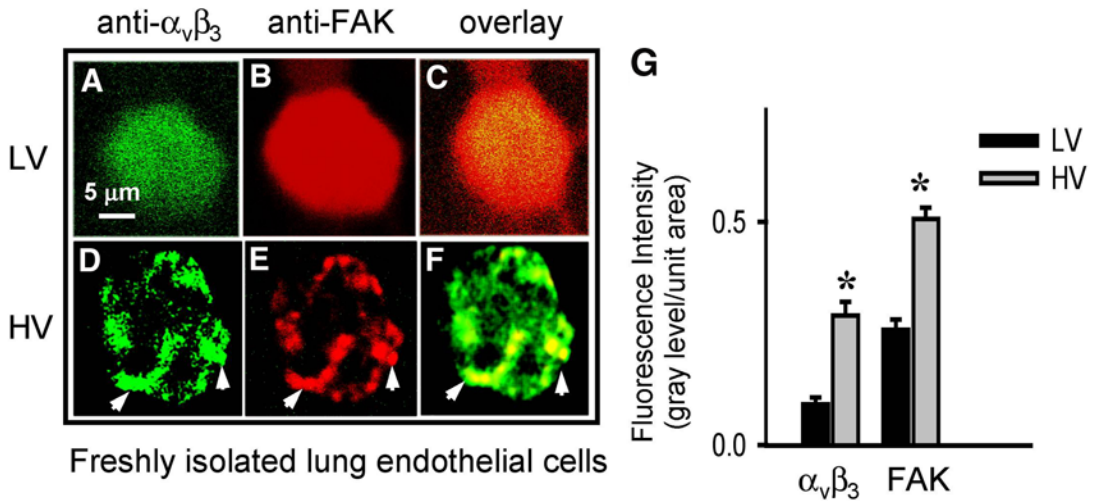 anti-αvβ3 anti-FAK overlay
A B C
LV
5 μm
D E F
HV
Freshly isolated lung endothelial cells
G
LV
HV
Fluorescence Intensity
(gray level/unit area)
0.5
0.0
* *
αvβ3 FAK